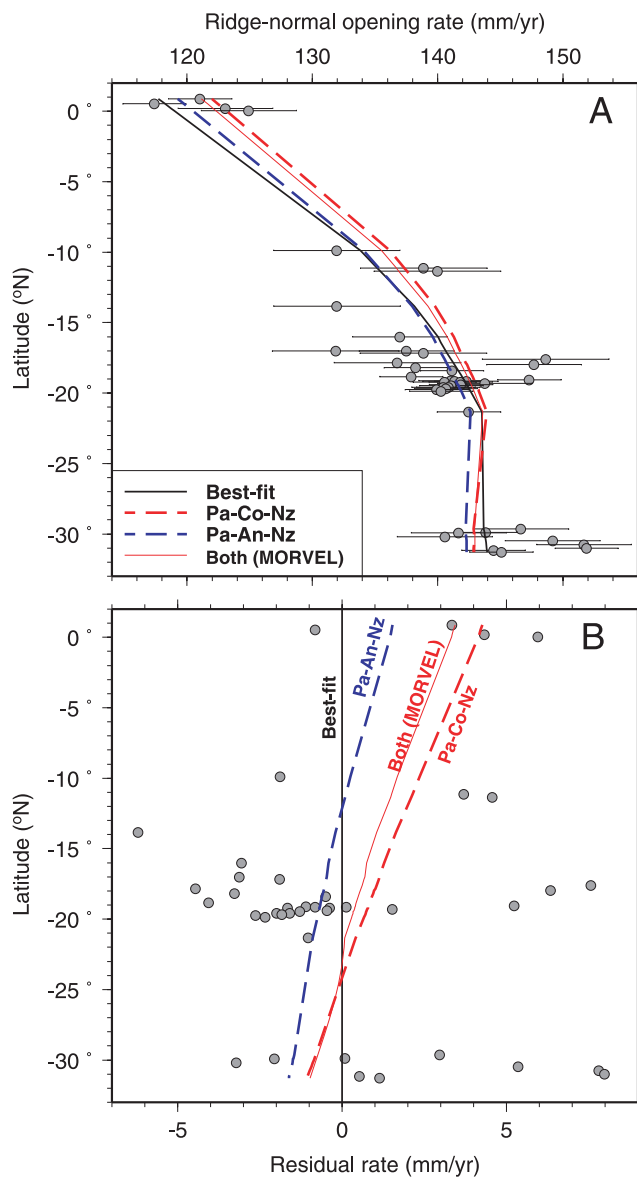 Ridge-normal opening rate (mm/yr)
120 130 140 150
A
0 °
-5 °
-10 °
-15 °
-20 °
-25 °
-30 °
Latitude (ºN)
Best-fit
Pa-Co-Nz
Pa-An-Nz
Both (MORVEL)
B
0 °
-5 °
-10 °
-15 °
-20 °
-25 °
-30 °
Latitude (ºN)
Best-fit
Pa-An-Nz
Both (MORVEL)
Pa-Co-Nz
-5 0 5
Residual rate (mm/yr)